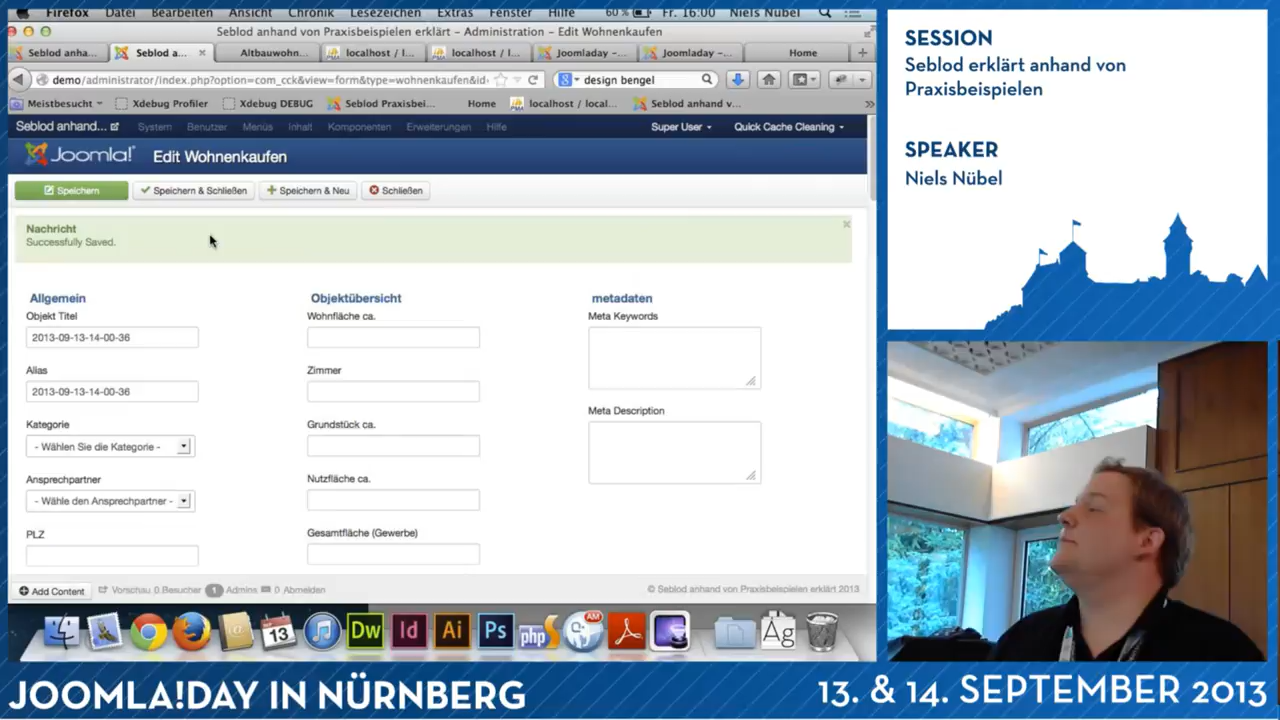 Firefox Datei Bearbeiten Ansicht Chronik Lesezeichen Extras Fenster Hilfe 60 % Fr. 16:00 Niels Nübel
Seblod anhand von Praxisbeispielen erklärt - Administration - Edit Wohnenkaufen
Seblod anha... Seblod a... Altbauwohn... localhost / l... localhost / l... Joomladay –... Joomladay –... Home
demo/administrator/index.php?option=com_cck&view=form&type=wohnenkaufen&id design bengel
Meistbesucht Xdebug Profiler Xdebug DEBUG Seblod Praxisbei... Home localhost / local... Seblod anhand v...
Seblod anhand... System Benutzer Menüs Inhalt Komponenten Erweiterungen Hilfe Super User Quick Cache Cleaning
Joomla! Edit Wohnenkaufen
Speichern Speichern & Schließen Speichern & Neu Schließen
Nachricht
Successfully Saved.
Allgemein Objektübersicht metadaten
Objekt Titel Wohnfläche ca. Meta Keywords
2013-09-13-14-00-36
Alias Zimmer
2013-09-13-14-00-36
Meta Description
Kategorie Grundstück ca.
- Wählen Sie die Kategorie -
Ansprechpartner Nutzfläche ca.
- Wähle den Ansprechpartner -
PLZ Gesamtfläche (Gewerbe)
Add Content Vorschau 0 Besucher 1 Admins 0 Abmelden © Seblod anhand von Praxisbeispielen erklärt 2013
13 Dw Id Ai Ps php AM Ag
SESSION
Seblod erklärt anhand von
Praxisbeispielen
SPEAKER
Niels Nübel
JOOMLA!DAY IN NÜRNBERG 13. & 14. SEPTEMBER 2013